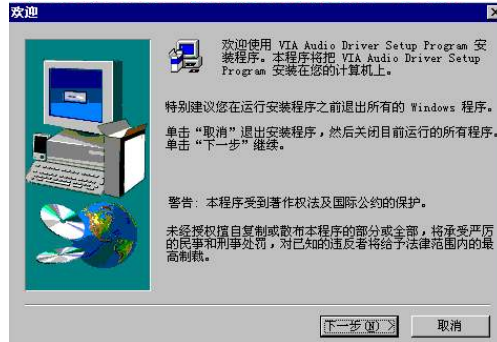 欢迎
欢迎使用 VIA Audio Driver Setup Program 安
装程序。本程序将把 VIA Audio Driver Setup
Program 安装在您的计算机上。
特别建议您在运行安装程序之前退出所有的 Windows 程序。
单击“取消”退出安装程序，然后关闭目前运行的所有程序。
单击“下一步”继续。
警告: 本程序受到著作权法及国际公约的保护。
未经授权擅自复制或散布本程序的部分或全部，将承受严厉
的民事和刑事处罚，对已知的违反者将给予法律范围内的最
高制裁。
下一步(N) >
取消